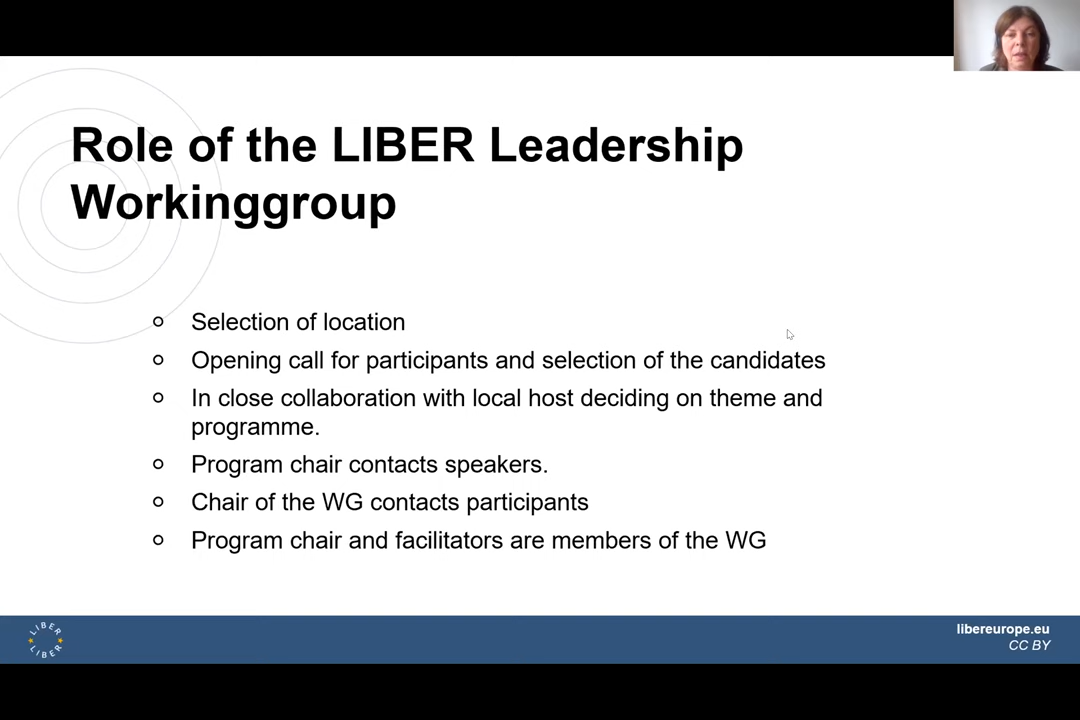 Role of the LIBER Leadership
Workinggroup
Selection of location
Opening call for participants and selection of the candidates
In close collaboration with local host deciding on theme and
programme.
Program chair contacts speakers.
Chair of the WG contacts participants
Program chair and facilitators are members of the WG
LIBER
LIBER
libereurope.eu
CC BY